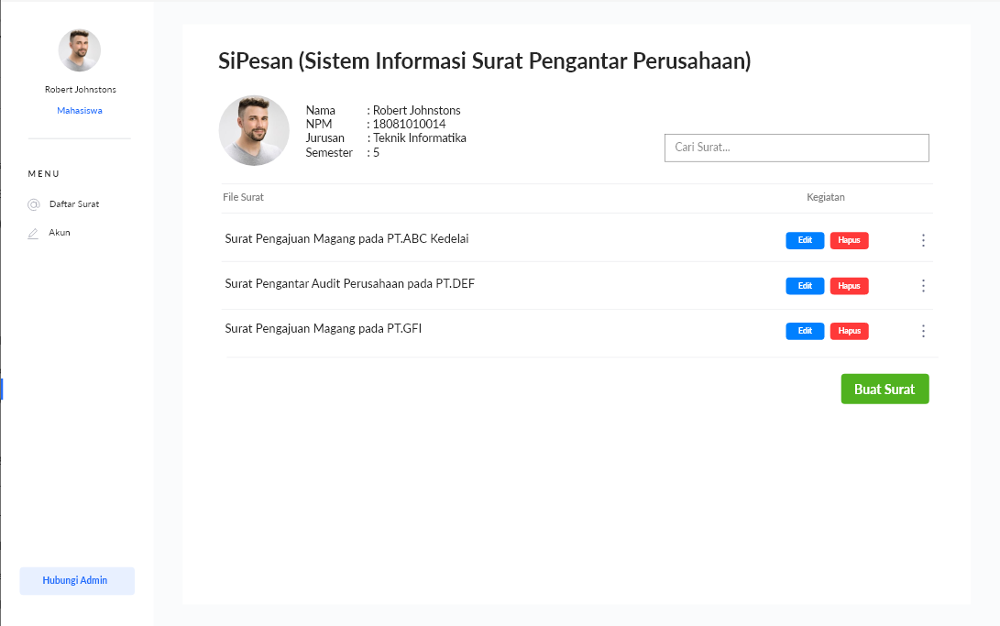 Robert Johnstons
Mahasiswa
MENU
Daftar Surat
Akun
Hubungi Admin
SiPesan (Sistem Informasi Surat Pengantar Perusahaan)
Nama : Robert Johnstons
NPM : 18081010014
Jurusan : Teknik Informatika
Semester : 5
Cari Surat...
File Surat Kegiatan
Surat Pengajuan Magang pada PT.ABC Kedelai Edit Hapus
Surat Pengantar Audit Perusahaan pada PT.DEF Edit Hapus
Surat Pengajuan Magang pada PT.GFI Edit Hapus
Buat Surat